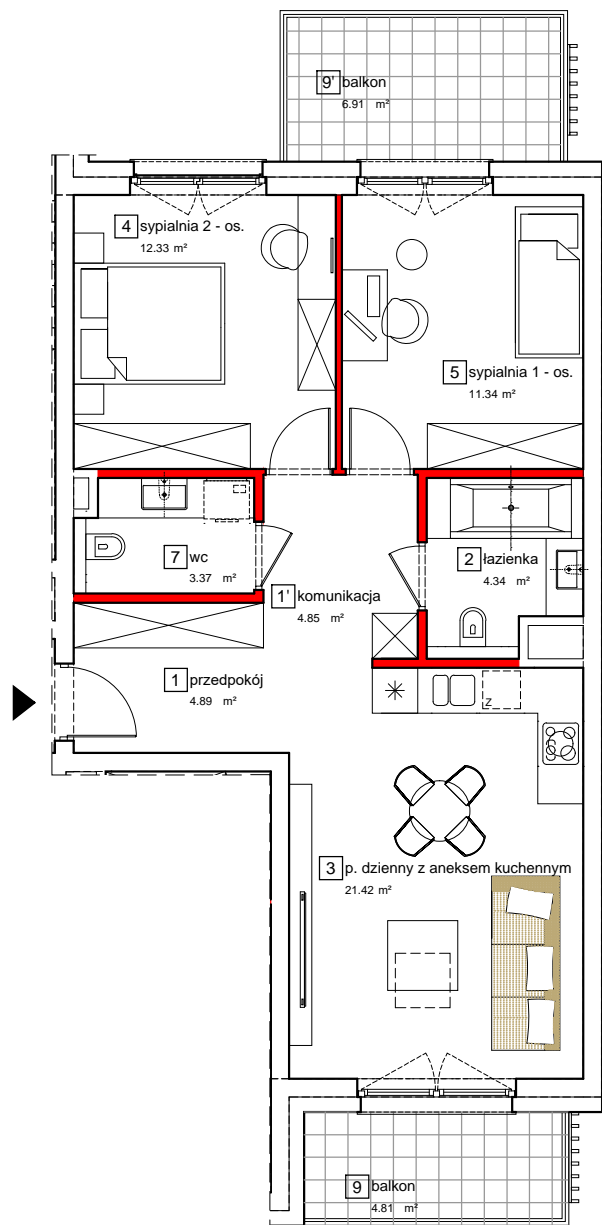 9' balkon
6.91 m²
4 sypialnia 2 - os.
12.33 m²
5 sypialnia 1 - os.
11.34 m²
7 wc
3.37 m²
2 łazienka
4.34 m²
1' komunikacja
4.85 m²
1 przedpokój
4.89 m²
Z
3 p. dzienny z aneksem kuchennym
21.42 m²
9 balkon
4.81 m²